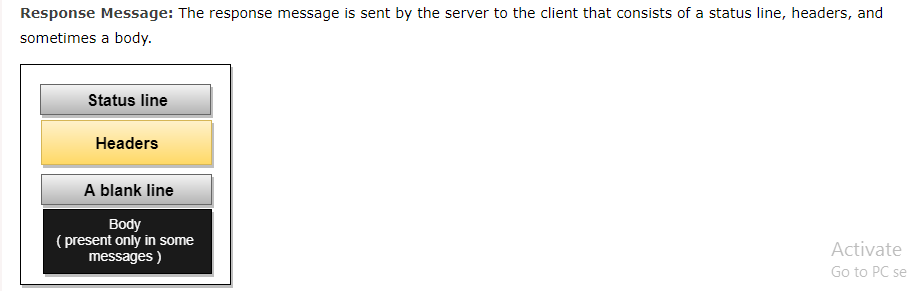 Response Message: The response message is sent by the server to the client that consists of a status line, headers, and
sometimes a body.
Status line
Headers
A blank line
Body
( present only in some
messages )
Activate
Go to PC se